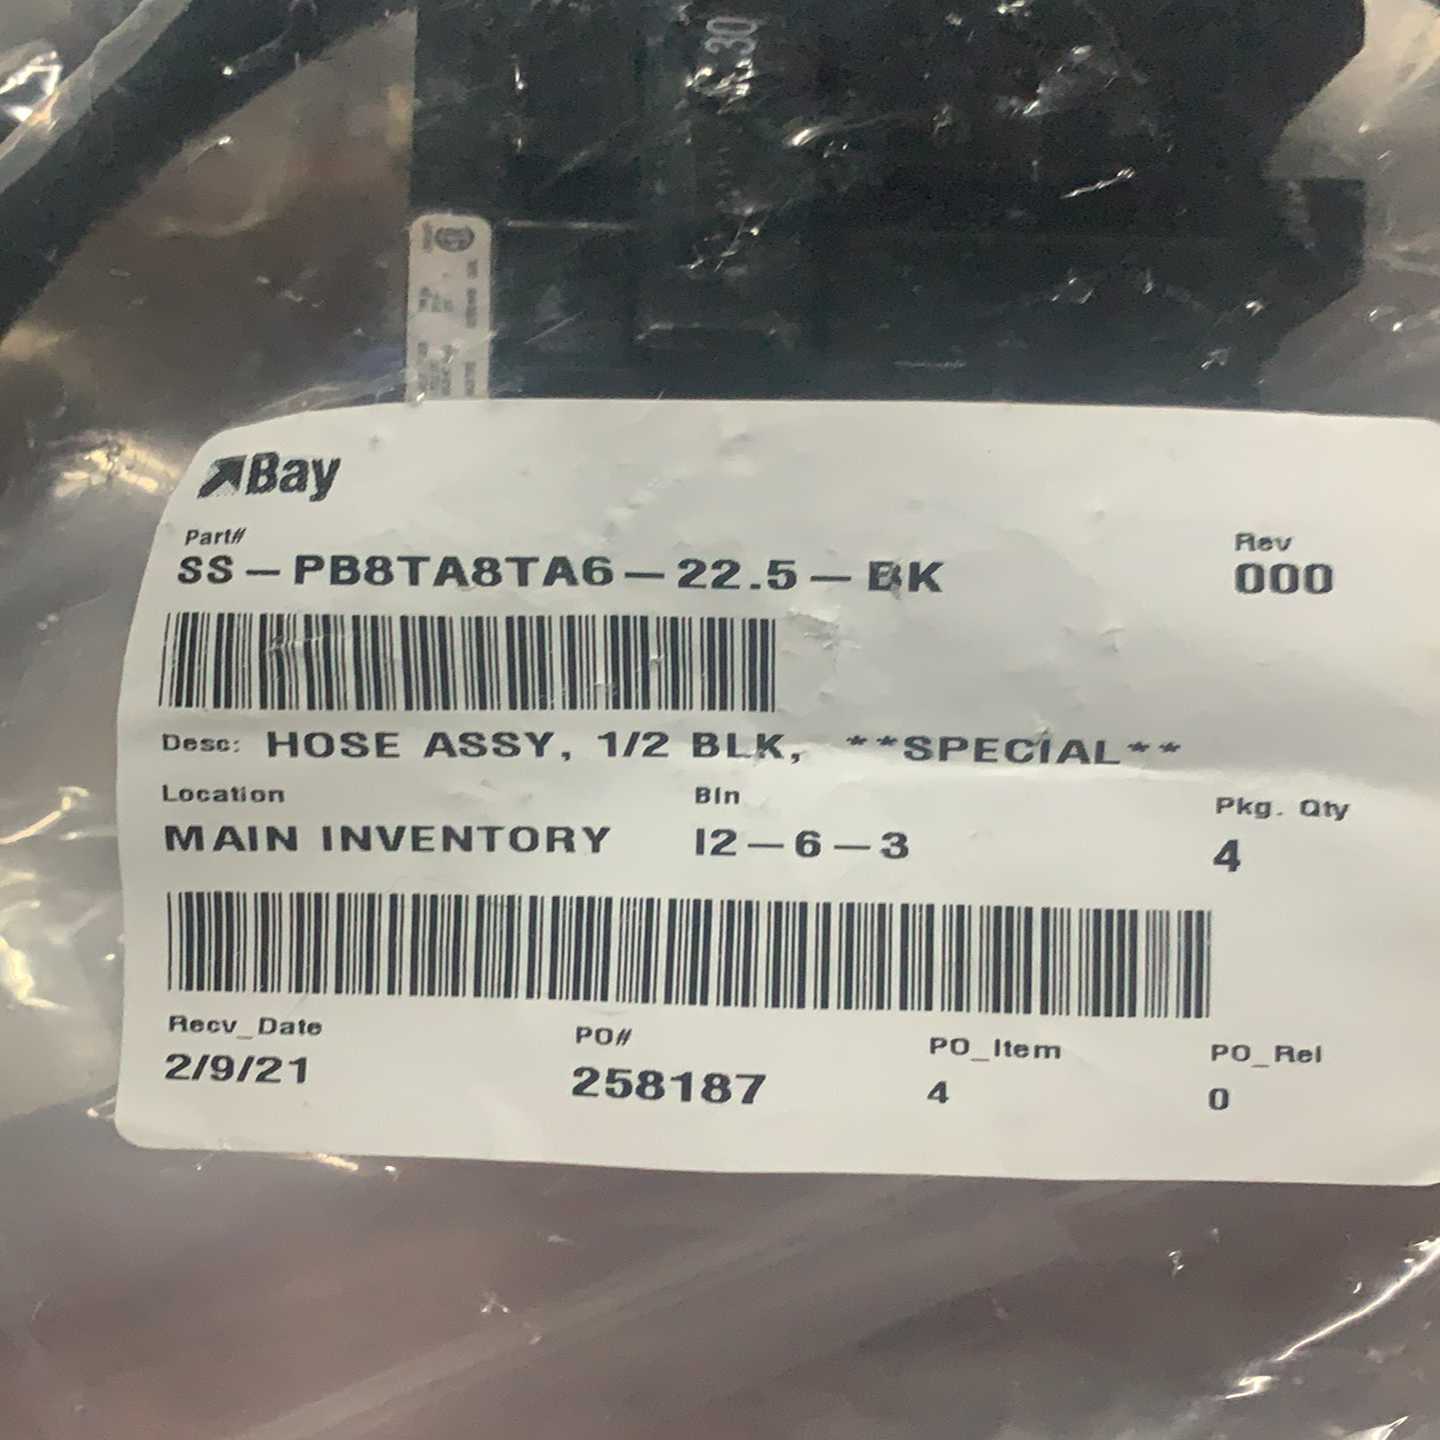 .30
Bay
Part#
Rev
SS-PB8TA8TA6-22.5-BK
000
Desc: HOSE ASSY, 1/2 BLK, **SPECIAL**
Location
Bin
Pkg. Qty
MAIN INVENTORY
I2-6-3
4
Recv_Date
PO#
PO_Item
PO_Rel
2/9/21
258187
4
0